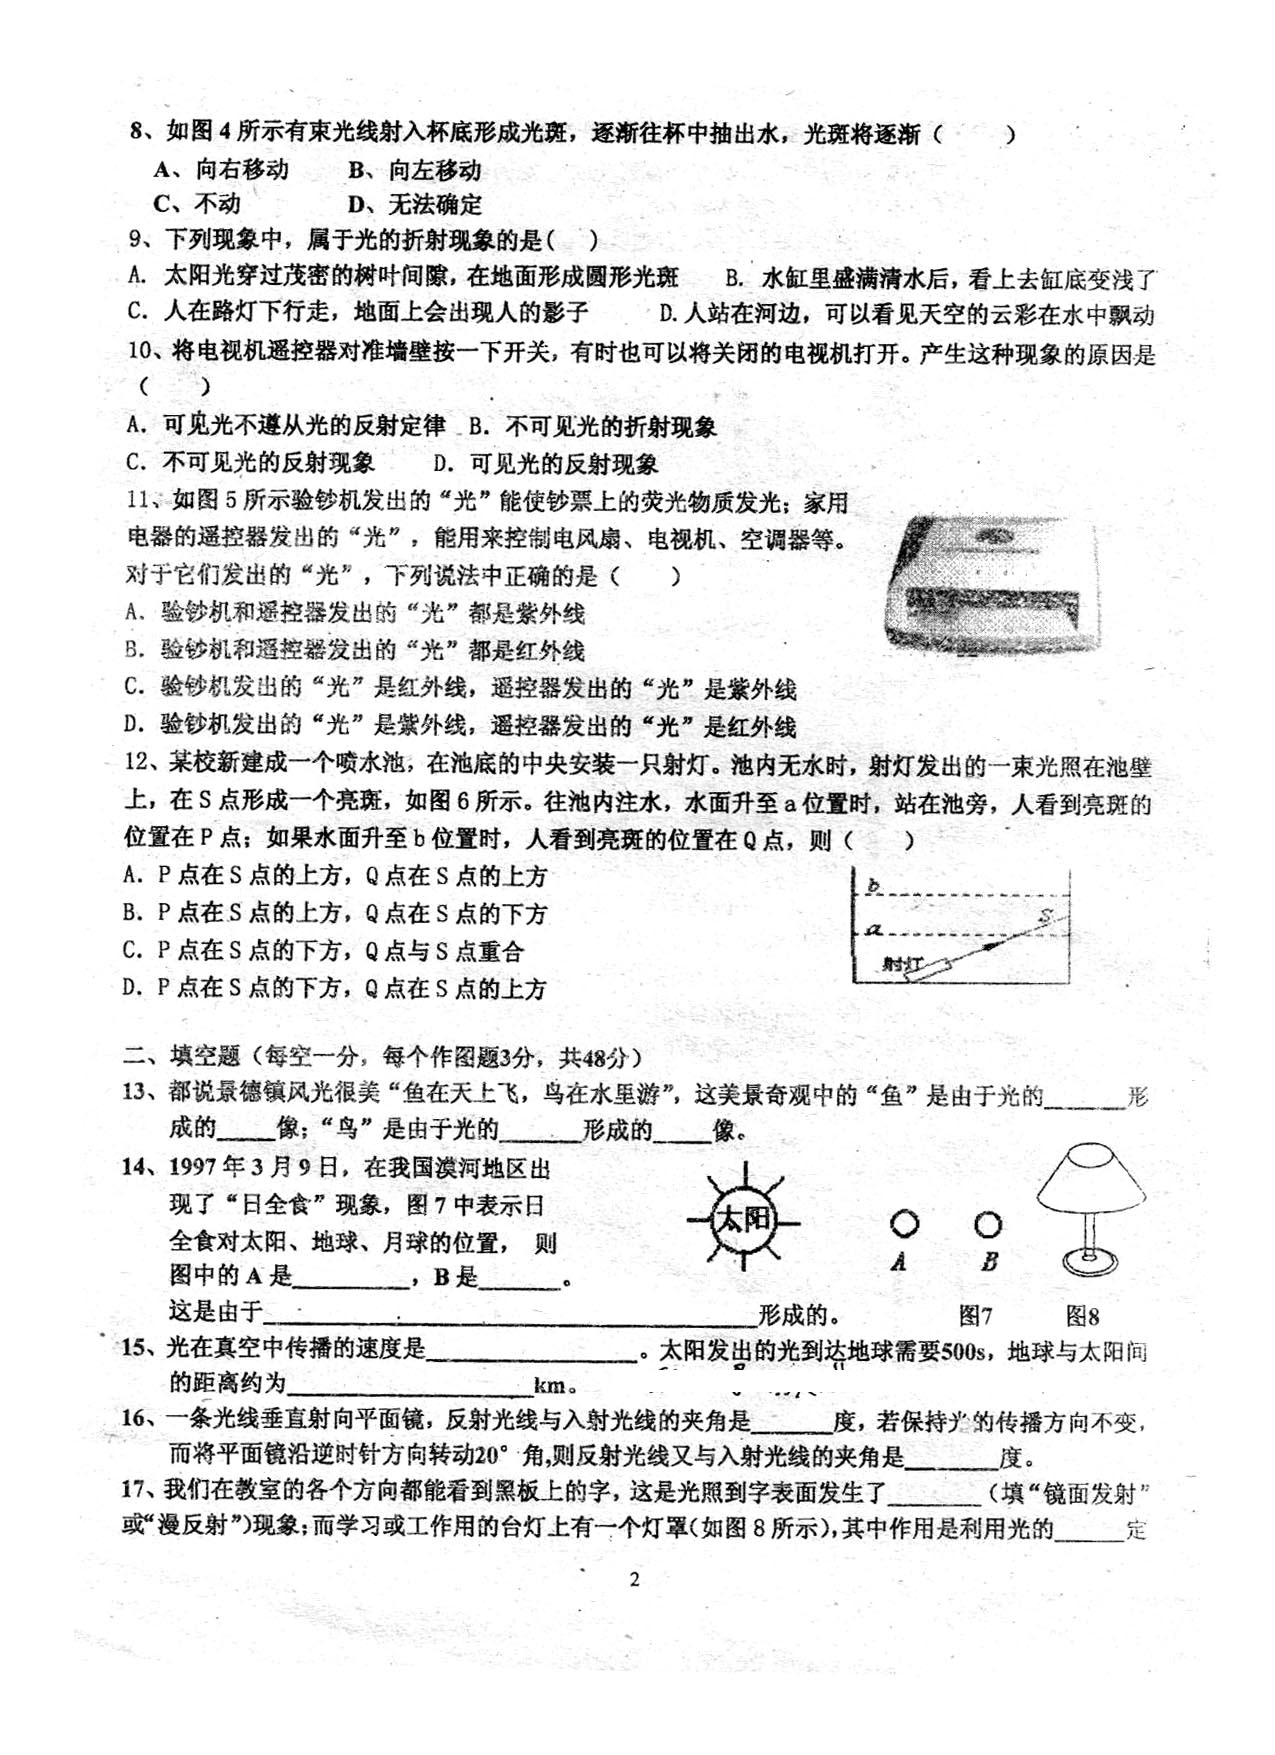 8、如图4所示有束光线射入杯底形成光斑，逐渐往杯中抽出水，光斑将逐渐（　　）
A、向右移动　　B、向左移动
C、不动　　D、无法确定
9、下列现象中，属于光的折射现象的是(　)
A. 太阳光穿过茂密的树叶间隙，在地面形成圆形光斑　B. 水缸里盛满清水后，看上去缸底变浅了
C. 人在路灯下行走，地面上会出现人的影子　D.人站在河边，可以看见天空的云彩在水中飘动
10、将电视机遥控器对准墙壁按一下开关，有时也可以将关闭的电视机打开。产生这种现象的原因是
（　　）
A. 可见光不遵从光的反射定律　B. 不可见光的折射现象
C. 不可见光的反射现象　D. 可见光的反射现象
11、如图5所示验钞机发出的“光”能使钞票上的荧光物质发光；家用
电器的遥控器发出的“光”，能用来控制电风扇、电视机、空调器等。
对于它们发出的“光”，下列说法中正确的是（　　）
A. 验钞机和遥控器发出的“光”都是紫外线
B. 验钞机和遥控器发出的“光”都是红外线
C. 验钞机发出的“光”是红外线，遥控器发出的“光”是紫外线
D. 验钞机发出的“光”是紫外线，遥控器发出的“光”是红外线
12、某校新建成一个喷水池，在池底的中央安装一只射灯。池内无水时，射灯发出的一束光照在池壁
上，在S点形成一个亮斑，如图6所示。往池内注水，水面升至a位置时，站在池旁，人看到亮斑的
位置在P点；如果水面升至b位置时，人看到亮斑的位置在Q点，则（　　）
A. P点在S点的上方，Q点在S点的上方
B. P点在S点的上方，Q点在S点的下方
C. P点在S点的下方，Q点与S点重合
D. P点在S点的下方，Q点在S点的上方
b
a
S
射灯
二、填空题（每空一分，每个作图题3分，共48分）
13、都说景德镇风光很美“鱼在天上飞，鸟在水里游”，这美景奇观中的“鱼”是由于光的______形
成的____像；“鸟”是由于光的______形成的____像。
14、1997年3月9日，在我国漠河地区出
现了“日全食”现象，图7中表示日
全食对太阳、地球、月球的位置，则
图中的A是________，B是______。
这是由于________________________________形成的。
太阳
A
B
图7　图8
15、光在真空中传播的速度是______________。太阳发出的光到达地球需要500s，地球与太阳间
的距离约为________________km。
16、一条光线垂直射向平面镜，反射光线与入射光线的夹角是______度，若保持光的传播方向不变，
而将平面镜沿逆时针方向转动20°角,则反射光线又与入射光线的夹角是______度。
17、我们在教室的各个方向都能看到黑板上的字，这是光照到字表面发生了______（填“镜面发射”
或“漫反射”)现象；而学习或工作用的台灯上有一个灯罩(如图8所示)，其中作用是利用光的_____定
2